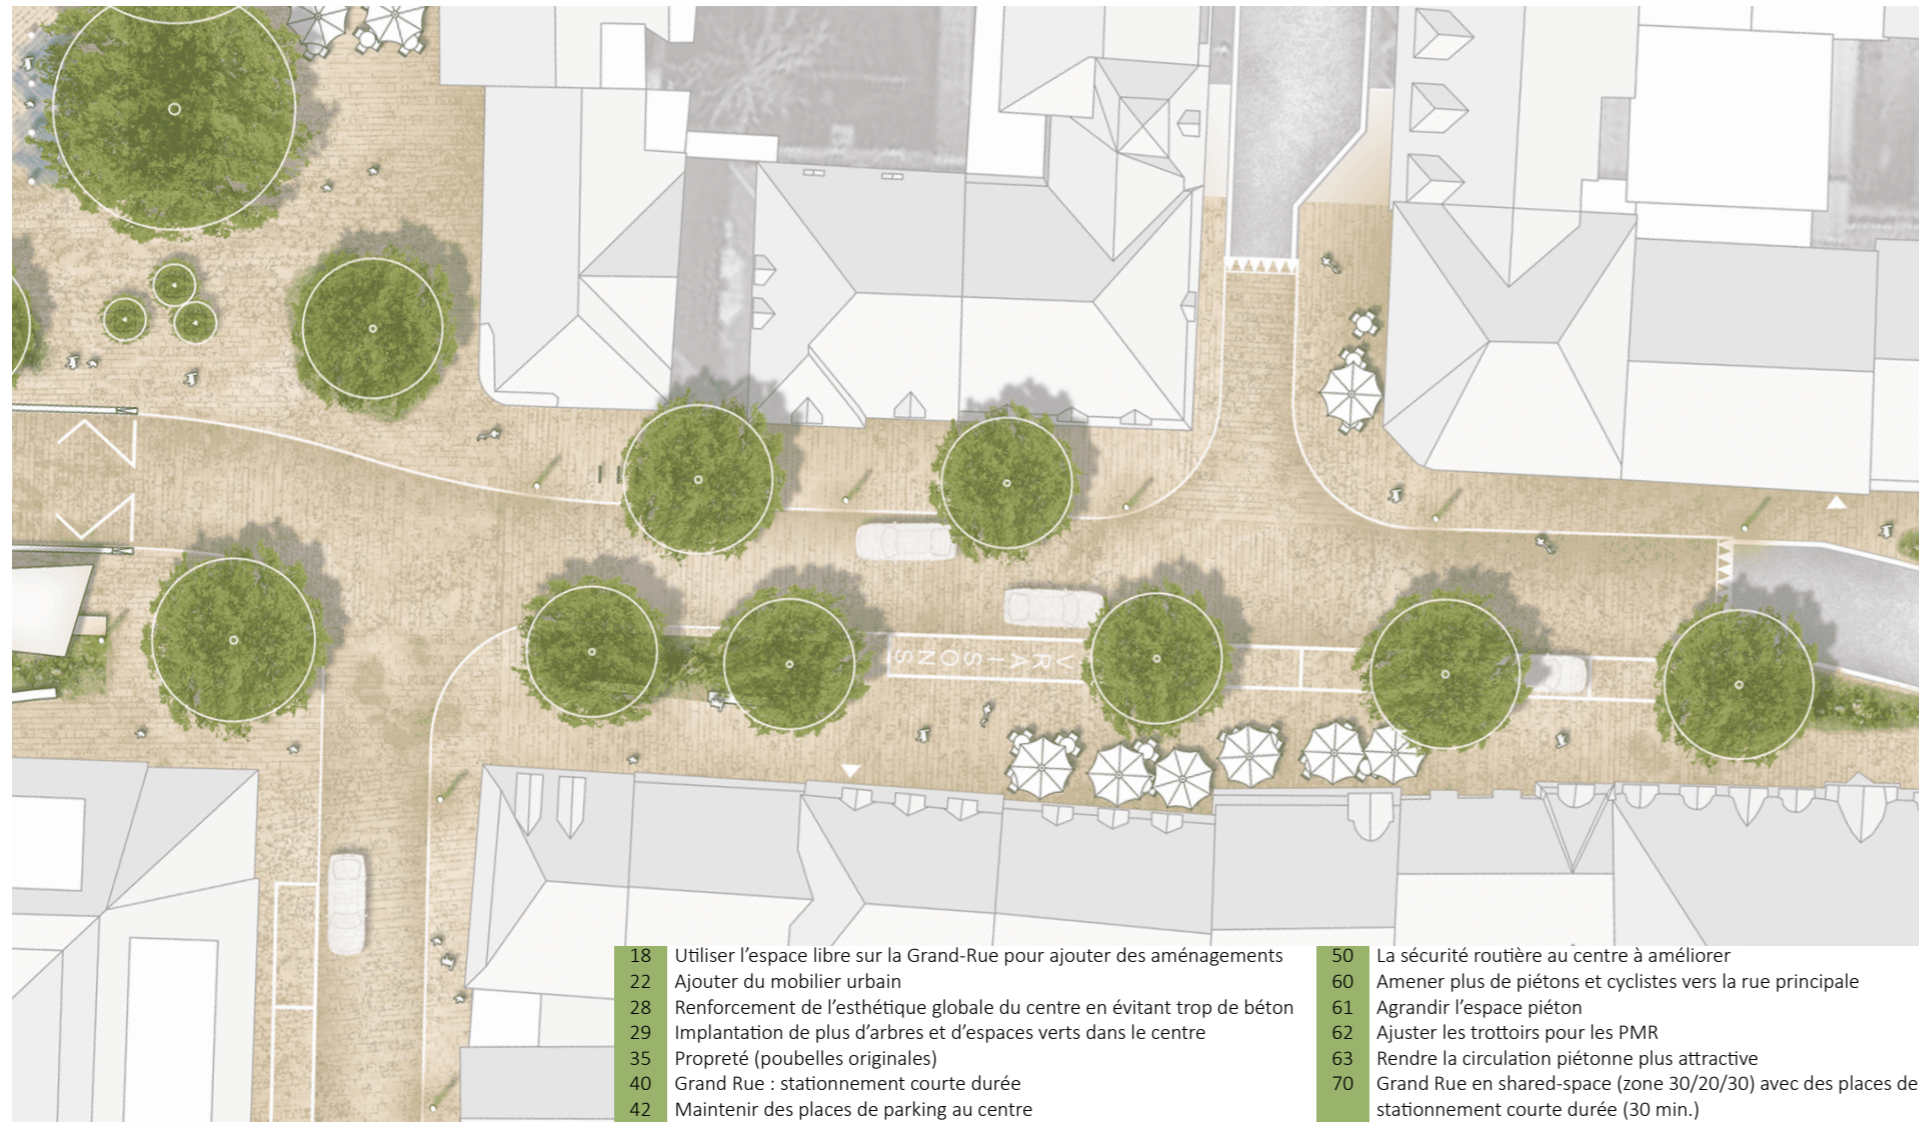 VRAISONS
18 Utiliser l’espace libre sur la Grand-Rue pour ajouter des aménagements
22 Ajouter du mobilier urbain
28 Renforcement de l’esthétique globale du centre en évitant trop de béton
29 Implantation de plus d’arbres et d’espaces verts dans le centre
35 Propreté (poubelles originales)
40 Grand Rue : stationnement courte durée
42 Maintenir des places de parking au centre
50 La sécurité routière au centre à améliorer
60 Amener plus de piétons et cyclistes vers la rue principale
61 Agrandir l’espace piéton
62 Ajuster les trottoirs pour les PMR
63 Rendre la circulation piétonne plus attractive
70 Grand Rue en shared-space (zone 30/20/30) avec des places de
stationnement courte durée (30 min.)